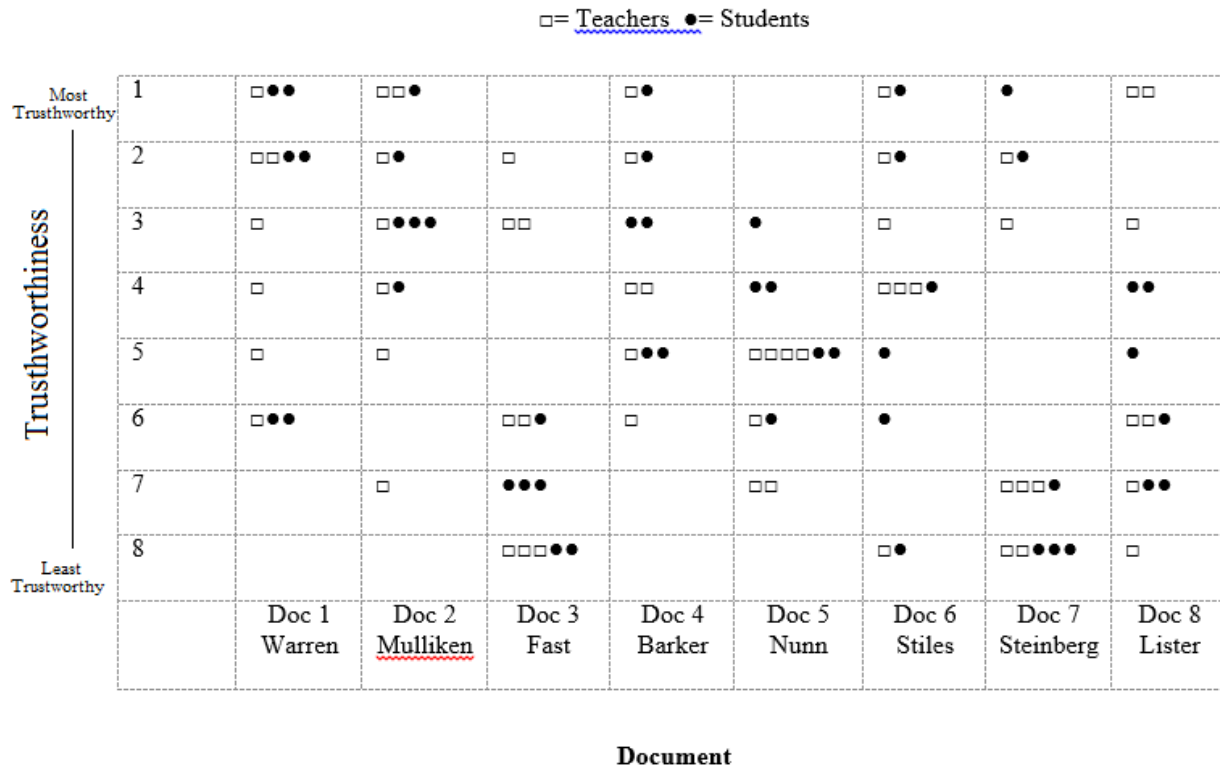 □= Teachers ●= Students
Most
Trusthworthy
Trusthworthiness
Least
Trustworthy
1 □●● □□● □● □● ● □□
2 □□●● □● □ □● □● □●
3 □ □●●● □□ ●● ● □ □ □
4 □ □● □□ ●● □□□● ●●
5 □ □ □●● □□□□●● ● ●
6 □●● □□● □ □● ● □□●
7 □ ●●● □□ □□□● □●●
8 □□□●● □● □□●●● □
Doc 1 Doc 2 Doc 3 Doc 4 Doc 5 Doc 6 Doc 7 Doc 8
Warren Mulliken Fast Barker Nunn Stiles Steinberg Lister
Document